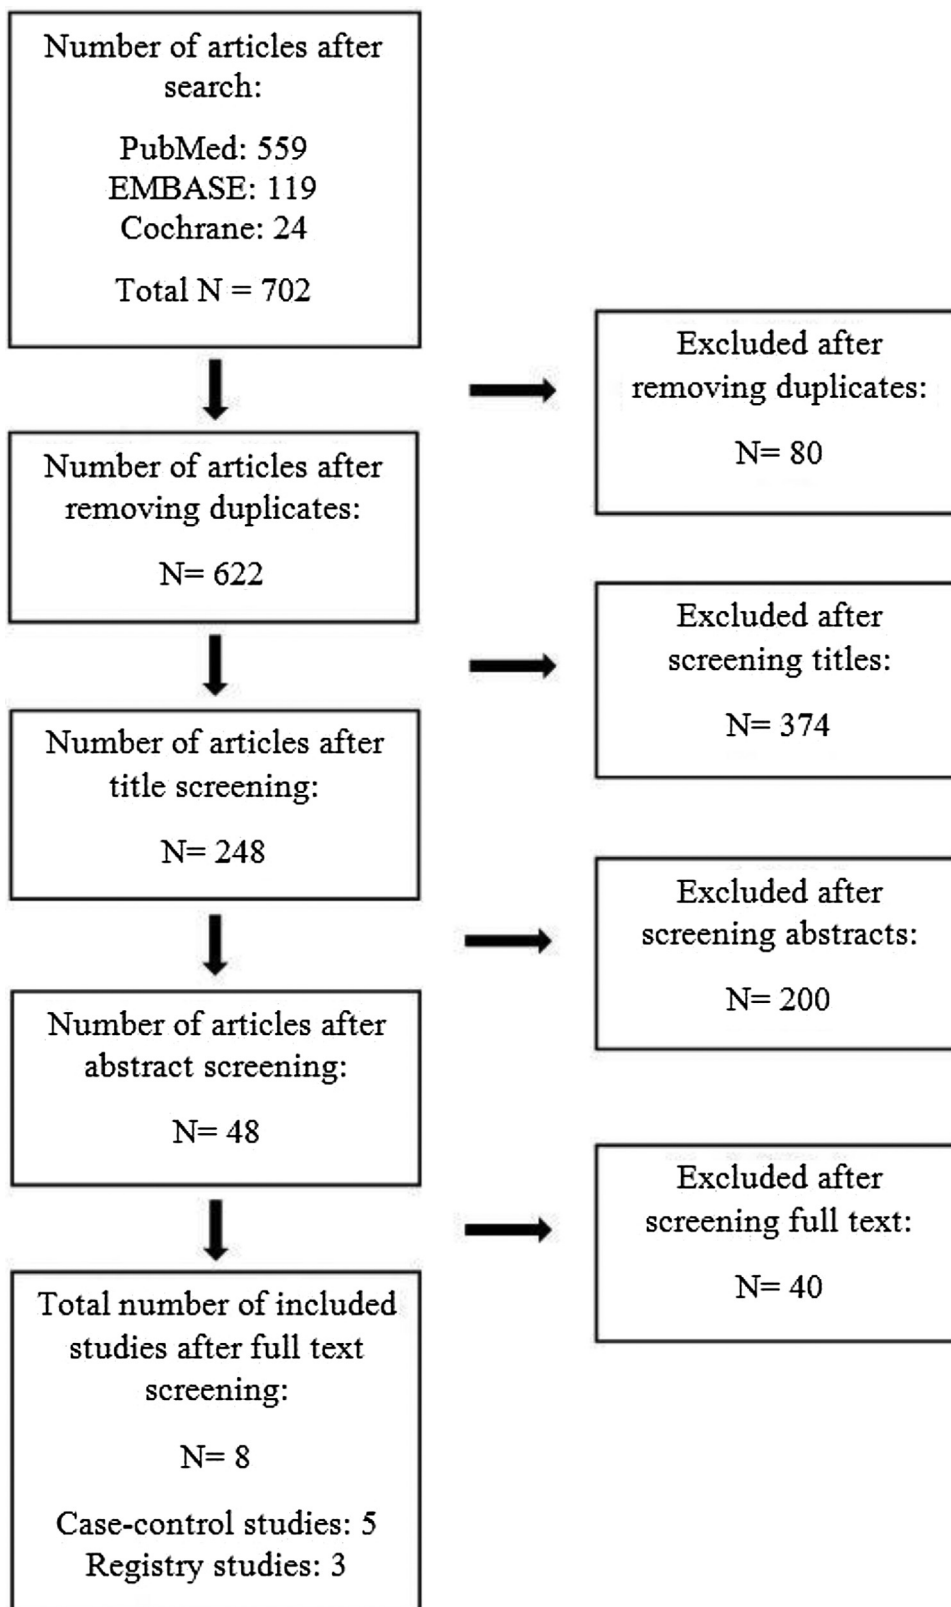 Number of articles after
search:
PubMed: 559
EMBASE: 119
Cochrane: 24
Total N = 702
Excluded after
removing duplicates:
N= 80
Number of articles after
removing duplicates:
N= 622
Excluded after
screening titles:
N= 374
Number of articles after
title screening:
N= 248
Excluded after
screening abstracts:
N= 200
Number of articles after
abstract screening:
N= 48
Excluded after
screening full text:
N= 40
Total number of included
studies after full text
screening:
N= 8
Case-control studies: 5
Registry studies: 3